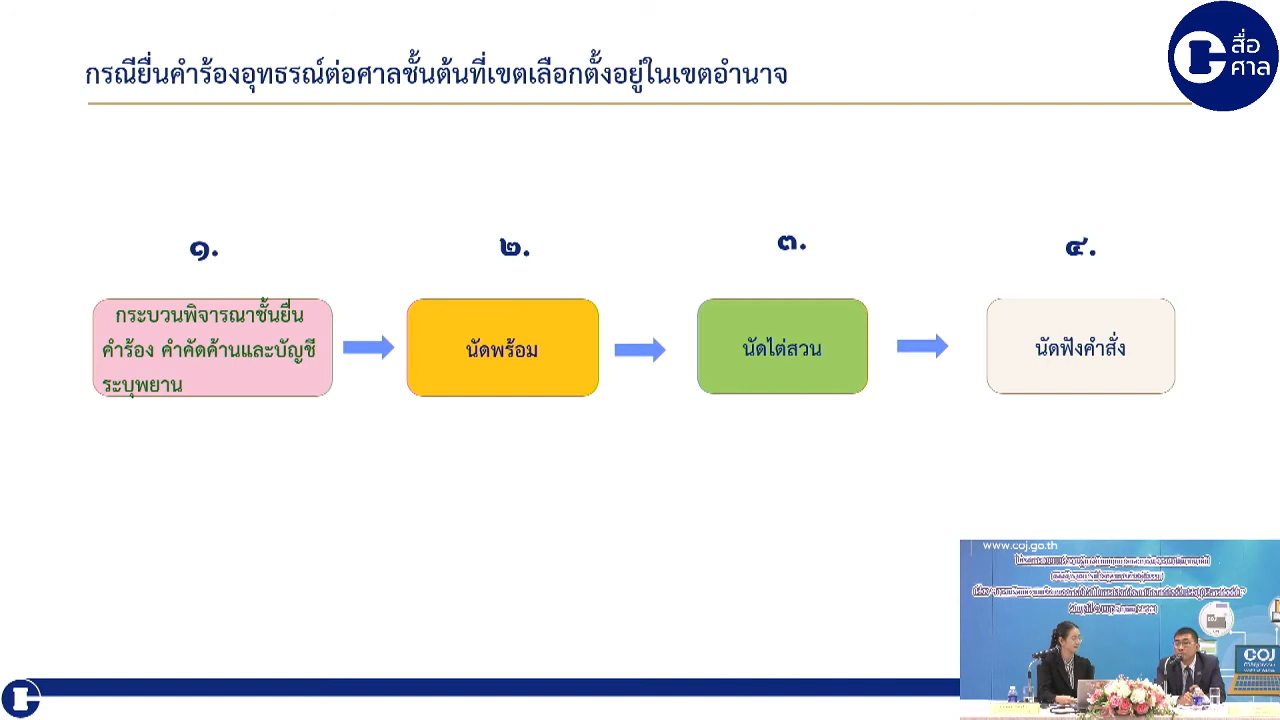 สื่อ
ศาล
กรณียื่นคำร้องอุทธรณ์ต่อศาลชั้นต้นที่เขตเลือกตั้งอยู่ในเขตอำนาจ
๑.
๒.
๓.
๔.
กระบวนพิจารณาชั้นยื่น
คำร้อง คำคัดค้านและบัญชี
ระบุพยาน
นัดพร้อม
นัดไต่สวน
นัดฟังคำสั่ง
www.coj.go.th
COJ
COJ